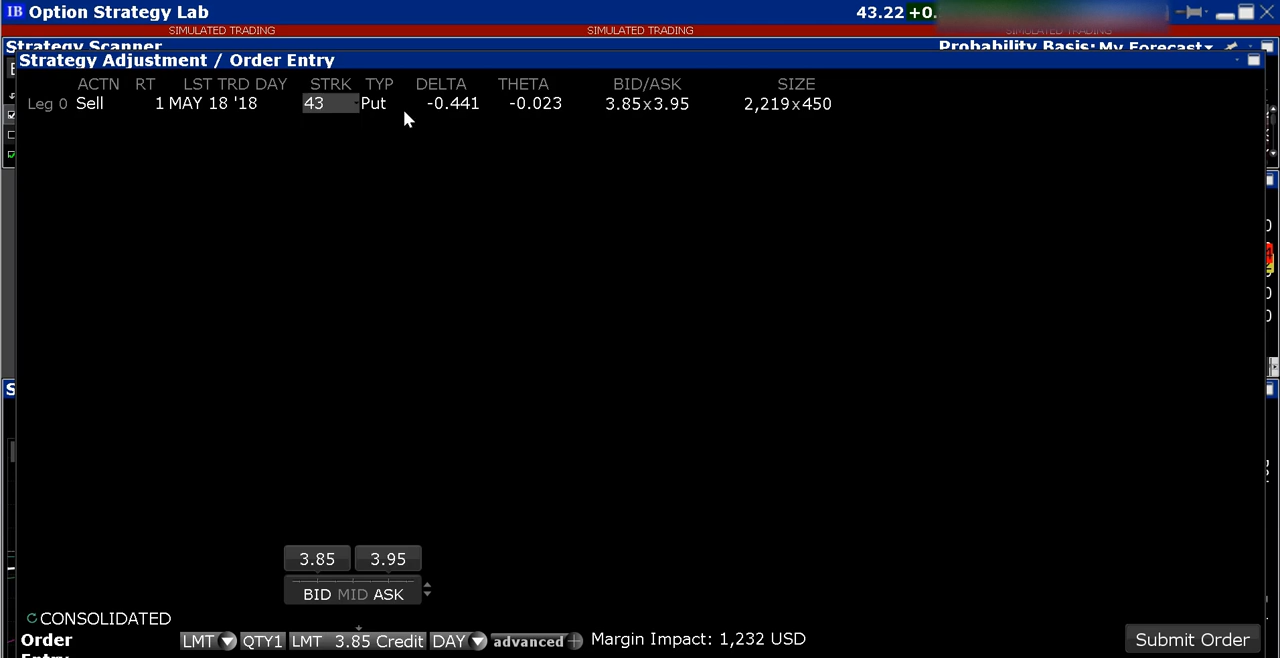 IB Option Strategy Lab 43.22 +0.
SIMULATED TRADING SIMULATED TRADING SIMULATED TRADING
Strategy Scanner Probability Basis: My Forecast
Strategy Adjustment / Order Entry
ACTN RT LST TRD DAY STRK TYP DELTA THETA BID/ASK SIZE
Leg 0 Sell 1 MAY 18 '18 43 Put -0.441 -0.023 3.85x3.95 2,219x450
3.85 3.95
BID MID ASK
CONSOLIDATED
Order LMT QTY1 LMT 3.85 Credit DAY advanced + Margin Impact: 1,232 USD Submit Order
Entry